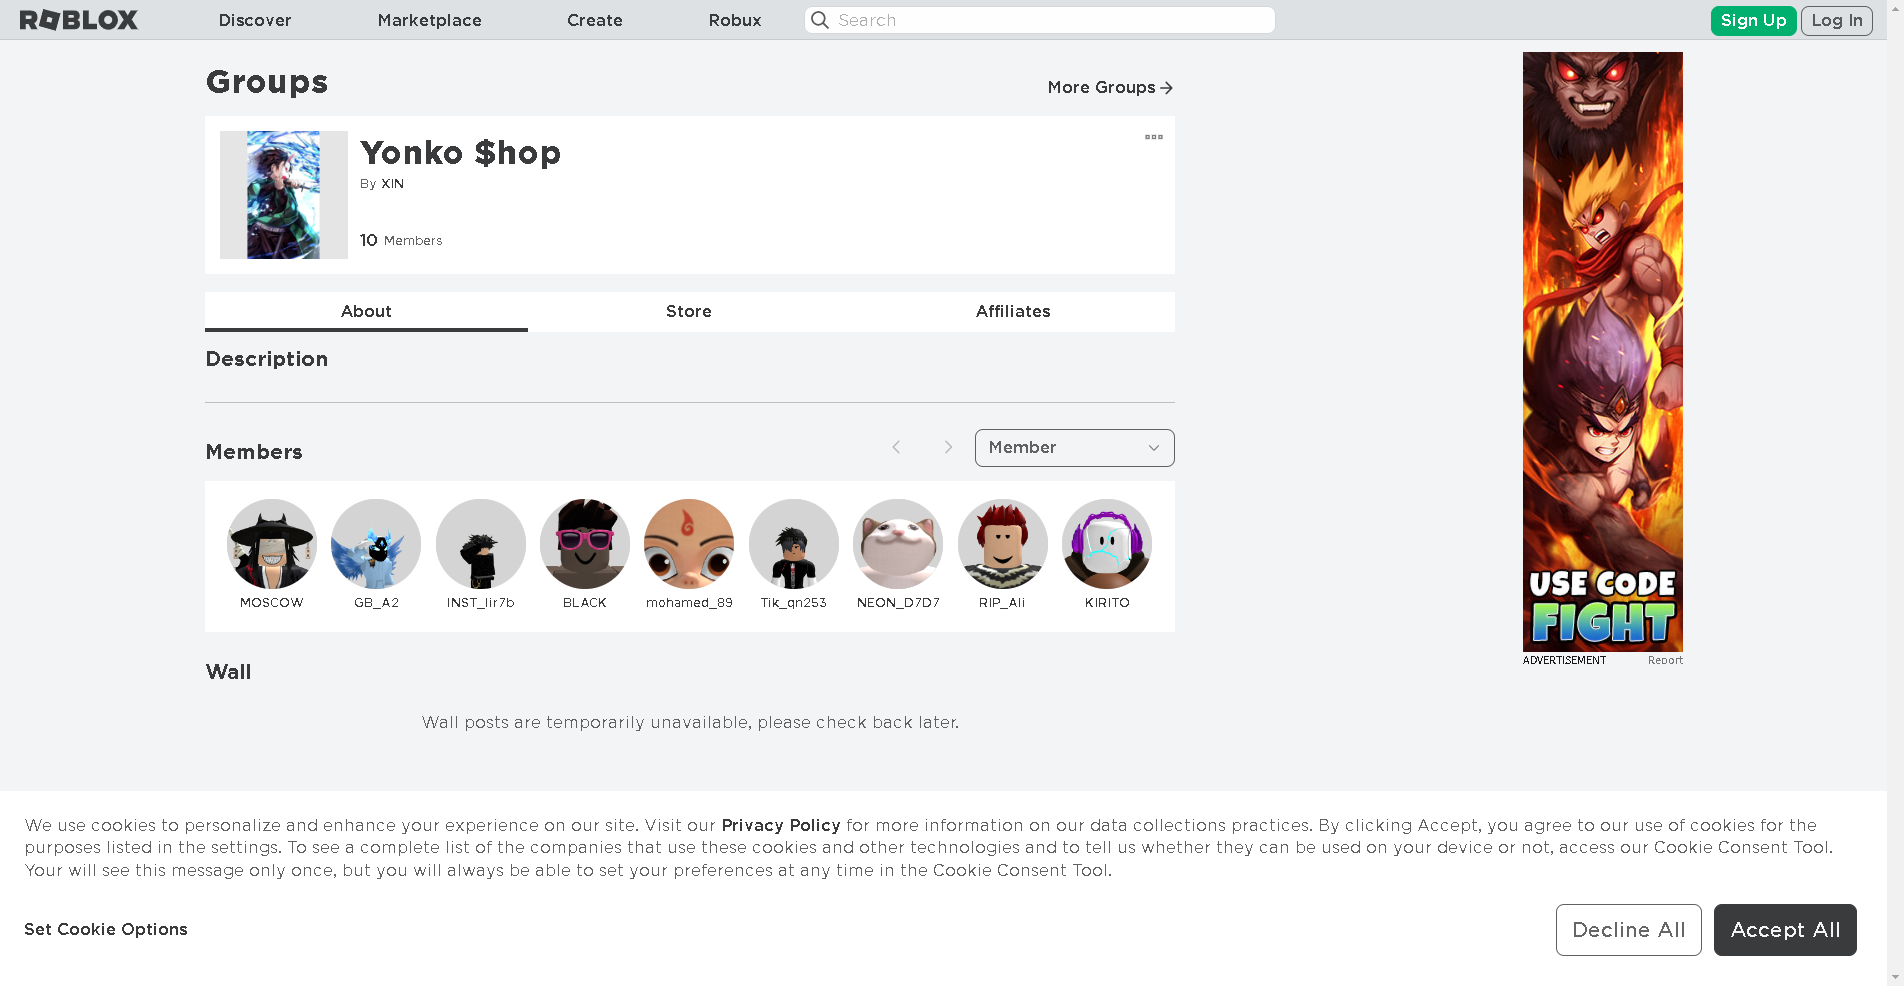 ROBLOX
Discover
Marketplace
Create
Robux
Search
Sign Up
Log In
Groups
More Groups
Yonko $hop
By XIN
10 Members
About
Store
Affiliates
Description
Members
Member
MOSCOW
GB_A2
INST_lir7b
BLACK
mohamed_89
Tik_qn253
NEON_D7D7
RIP_Ali
KIRITO
Wall
Wall posts are temporarily unavailable, please check back later.
USE CODE
FIGHT
ADVERTISEMENT
Report
We use cookies to personalize and enhance your experience on our site. Visit our Privacy Policy for more information on our data collections practices. By clicking Accept, you agree to our use of cookies for the
purposes listed in the settings. To see a complete list of the companies that use these cookies and other technologies and to tell us whether they can be used on your device or not, access our Cookie Consent Tool.
Your will see this message only once, but you will always be able to set your preferences at any time in the Cookie Consent Tool.
Set Cookie Options
Decline All
Accept All